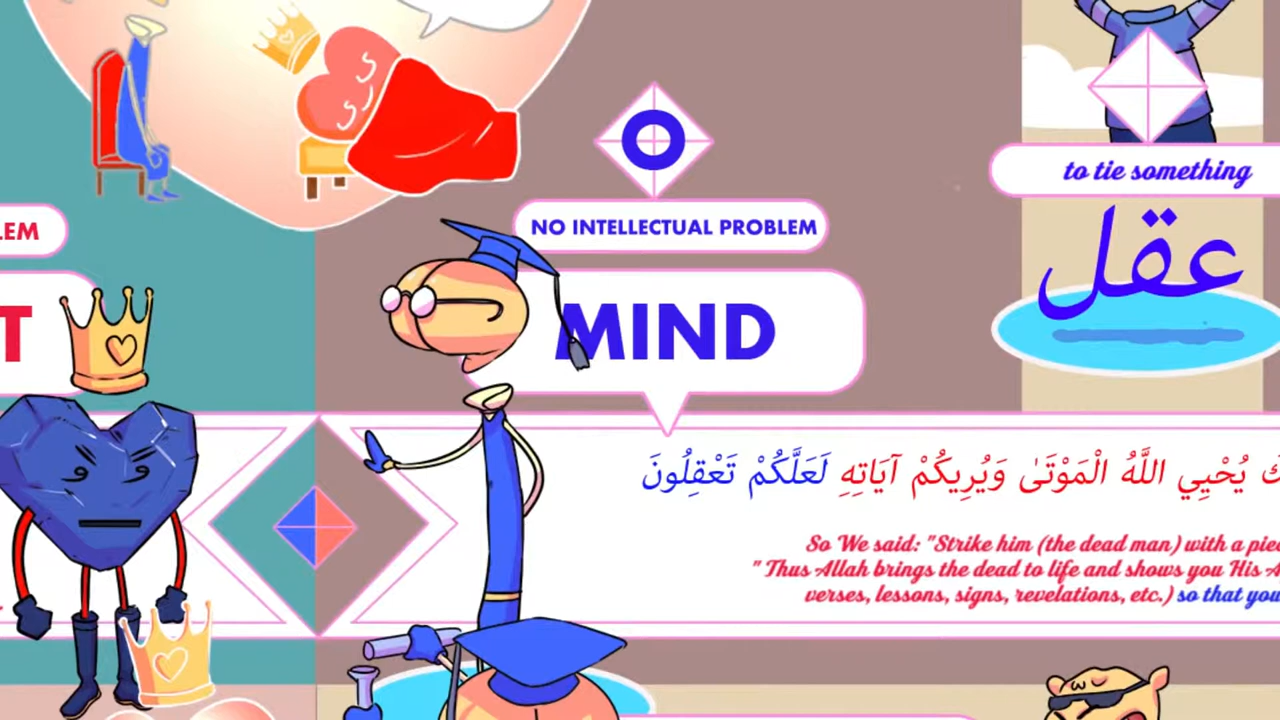 to tie something
عقل
NO INTELLECTUAL PROBLEM
MIND
يُحْيِي اللَّهُ الْمَوْتَىٰ وَيُرِيكُمْ آيَاتِهِ لَعَلَّكُمْ تَعْقِلُونَ
So We said: "Strike him (the dead man) with a
" Thus Allah brings the dead to life and shows you His
verses, lessons, signs, revelations, etc.) so that you